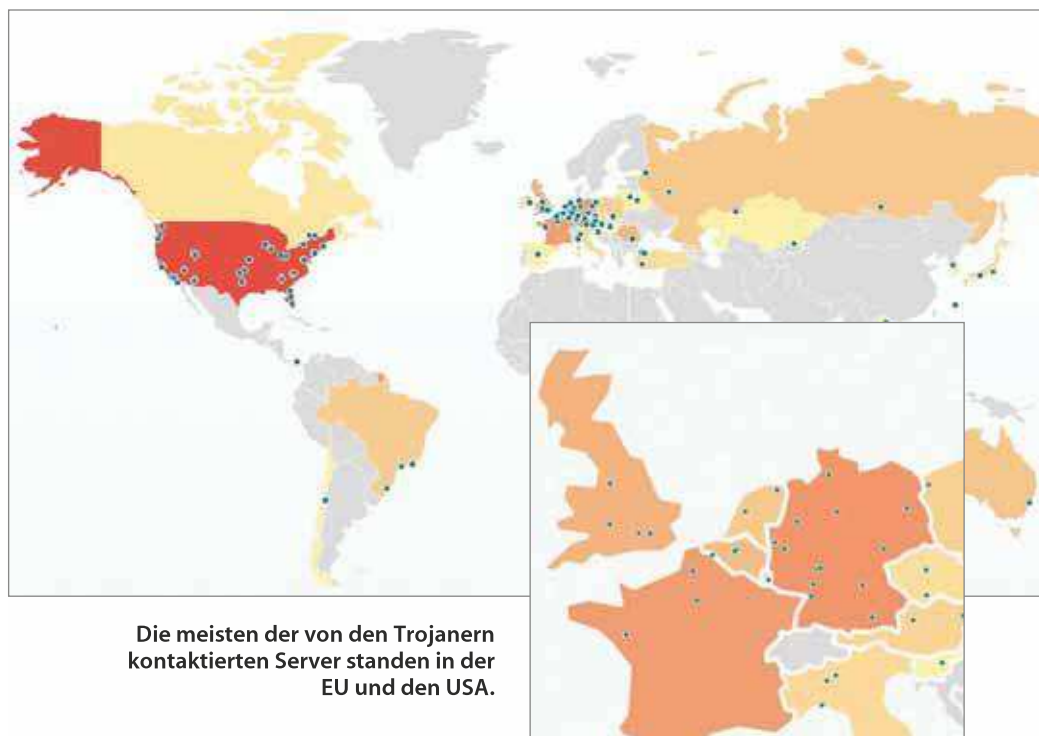 Die meisten der von den Trojanern
kontaktierten Server standen in der
EU und den USA.